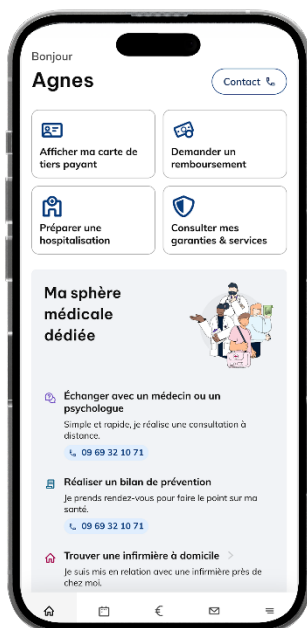 Bonjour
Agnes
Contact
Afficher ma carte de
tiers payant
Demander un
remboursement
Préparer une
hospitalisation
Consulter mes
garanties & services
Ma sphère
médicale
dédiée
Échanger avec un médecin ou un
psychologue
Simple et rapide, je réalise une consultation à
distance.
09 69 32 10 71
Réaliser un bilan de prévention
Je prends rendez-vous pour faire le point sur ma
santé.
09 69 32 10 71
Trouver une infirmière à domicile
Je suis mis en relation avec une infirmière près de
chez moi.
€